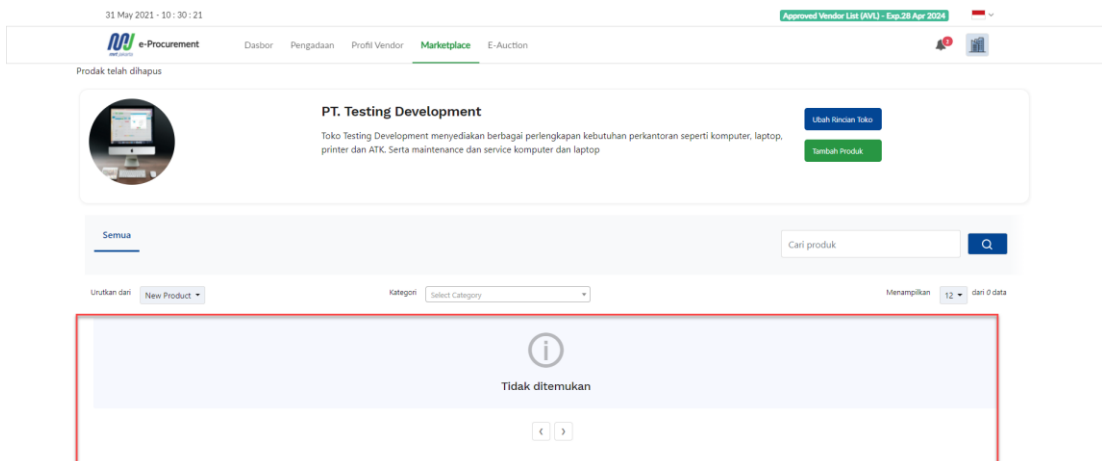 31 May 2021 - 10 : 30 : 21
Approved Vendor List (AVL) - Exp.28 Apr 2024
mrt jakarta
e-Procurement
Dasbor
Pengadaan
Profil Vendor
Marketplace
E-Auction
2
Prodak telah dihapus
PT. Testing Development
Toko Testing Development menyediakan berbagai perlengkapan kebutuhan perkantoran seperti komputer, laptop,
printer dan ATK. Serta maintenance dan service komputer dan laptop
Ubah Rincian Toko
Tambah Produk
Semua
Cari produk
Urutkan dari
New Product
Kategori
Select Category
Menampilkan
12
dari 0 data
Tidak ditemukan